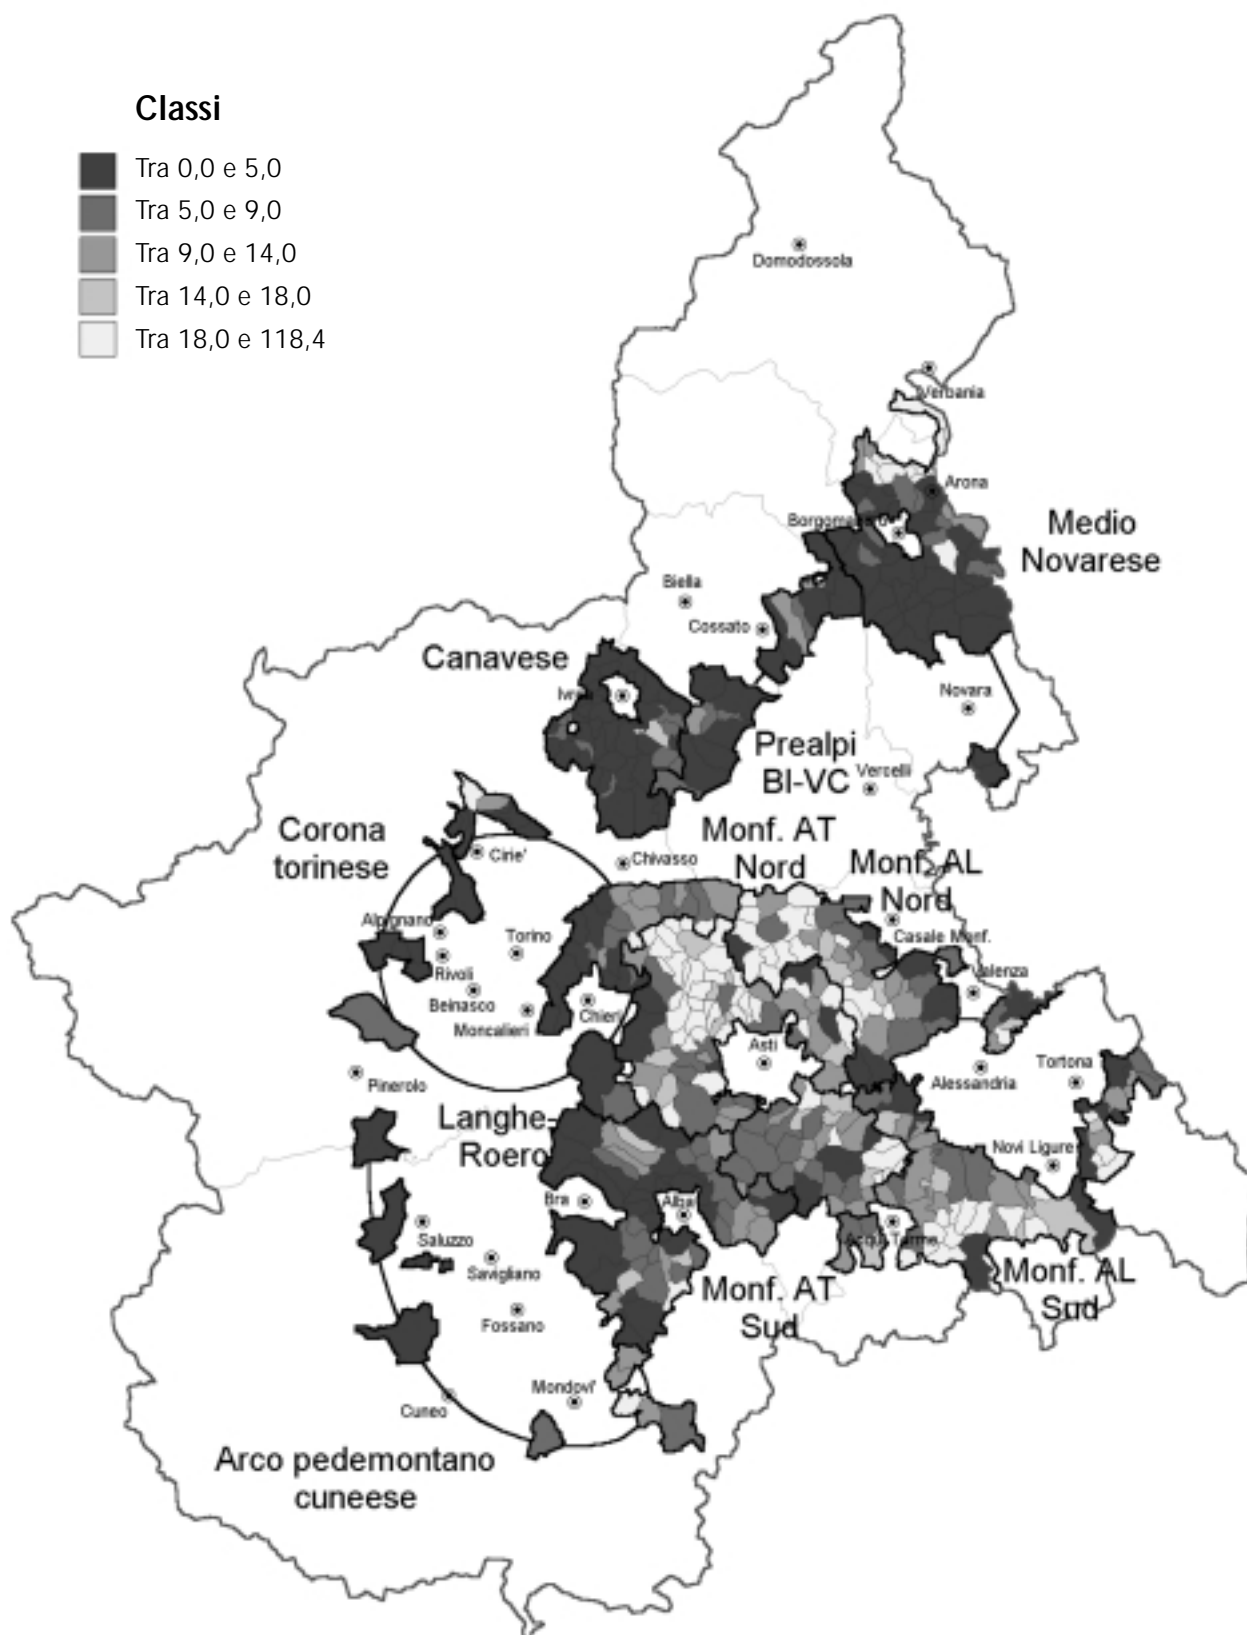 Classi
Tra 0,0 e 5,0
Tra 5,0 e 9,0
Tra 9,0 e 14,0
Tra 14,0 e 18,0
Tra 18,0 e 118,4
Domodossola
Verbania
Arona
Medio
Novarese
Biella
Cossato
Canavese
Novara
Prealpi
BI-VC
Vercelli
Corona
torinese
Cirie'
Chivasso
Monf. AT
Nord
Monf. AL
Nord
Casale Monf.
Alpignano
Torino
Rivoli
Beinasco
Moncalieri
Chieri
Valenza
Asti
Pinerolo
Alessandria
Tortona
Langhe-
Roero
Novi Ligure
Bra
Alba
Saluzzo
Acqui Terme
Savigliano
Fossano
Monf. AT
Sud
Monf. AL
Sud
Mondovi'
Cuneo
Arco pedemontano
cuneese